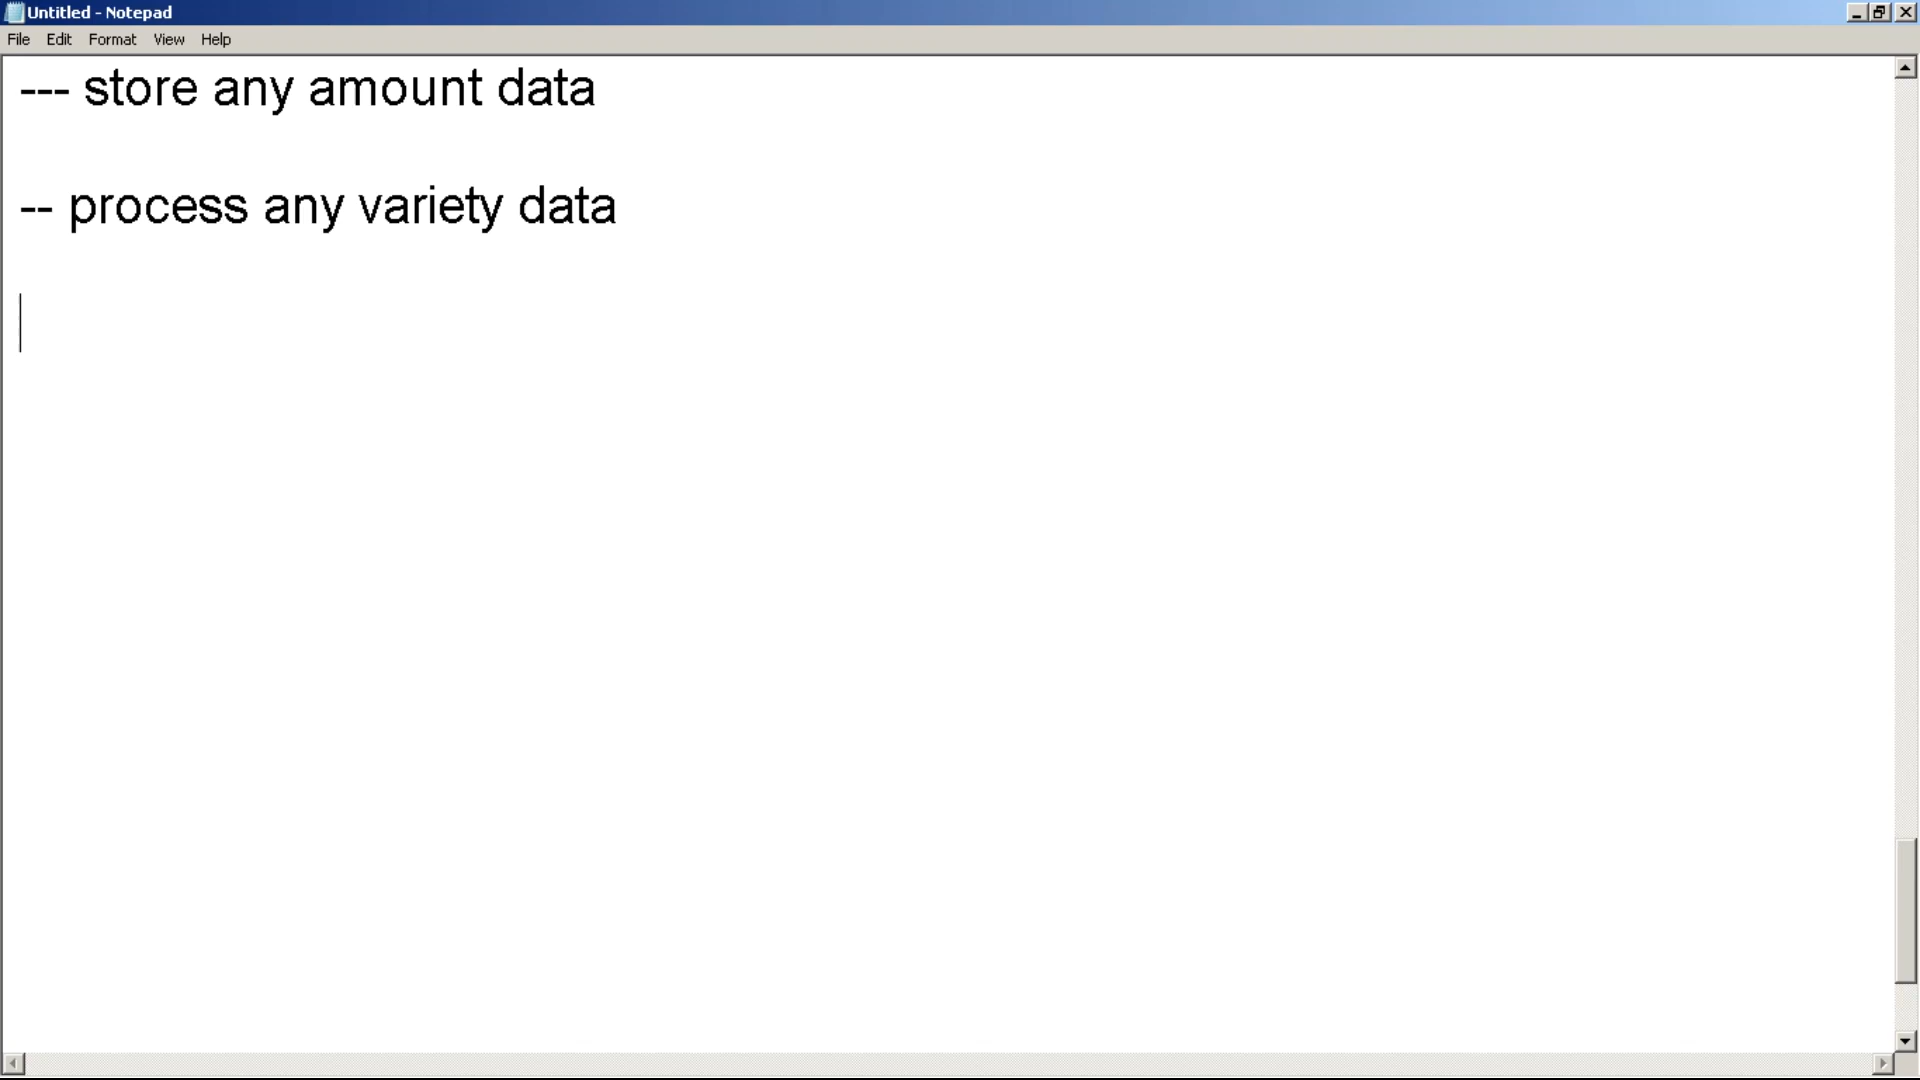 Untitled - Notepad
File Edit Format View Help
--- store any amount data
-- process any variety data